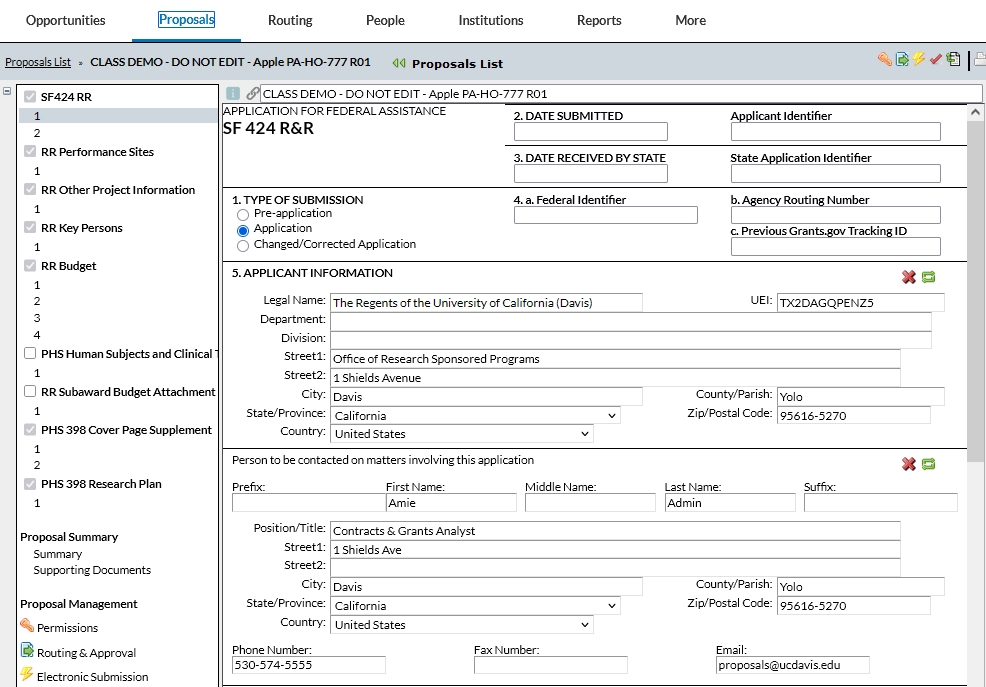 Opportunities Proposals Routing People Institutions Reports More
Proposals List » CLASS DEMO - DO NOT EDIT - Apple PA-HO-777 R01 Proposals List
SF424 RR
1
2
RR Performance Sites
1
RR Other Project Information
1
RR Key Persons
1
RR Budget
1
2
3
4
PHS Human Subjects and Clinical T
1
RR Subaward Budget Attachment
1
PHS 398 Cover Page Supplement
1
2
PHS 398 Research Plan
1
Proposal Summary
Summary
Supporting Documents
Proposal Management
Permissions
Routing & Approval
Electronic Submission
CLASS DEMO - DO NOT EDIT - Apple PA-HO-777 R01
APPLICATION FOR FEDERAL ASSISTANCE
SF 424 R&R
2. DATE SUBMITTED Applicant Identifier
3. DATE RECEIVED BY STATE State Application Identifier
1. TYPE OF SUBMISSION
Pre-application
Application
Changed/Corrected Application
4. a. Federal Identifier b. Agency Routing Number
c. Previous Grants.gov Tracking ID
5. APPLICANT INFORMATION
Legal Name: The Regents of the University of California (Davis) UEI: TX2DAGQPENZ5
Department:
Division:
Street1: Office of Research Sponsored Programs
Street2: 1 Shields Avenue
City: Davis County/Parish: Yolo
State/Province: California Zip/Postal Code: 95616-5270
Country: United States
Person to be contacted on matters involving this application
Prefix: First Name: Middle Name: Last Name: Suffix:
Amie Admin
Position/Title: Contracts & Grants Analyst
Street1: 1 Shields Ave
Street2:
City: Davis County/Parish: Yolo
State/Province: California Zip/Postal Code: 95616-5270
Country: United States
Phone Number: Fax Number: Email:
530-574-5555 proposals@ucdavis.edu